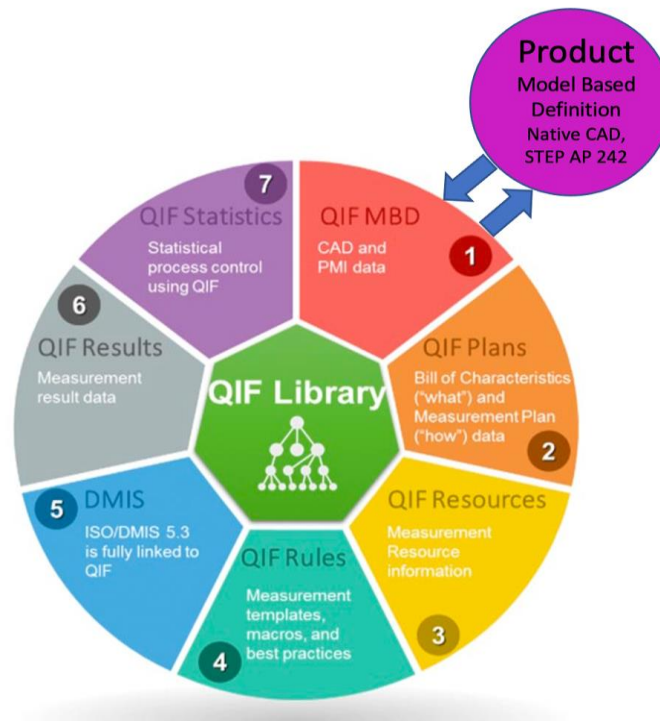 Product
Model Based
Definition
Native CAD,
STEP AP 242
7
QIF Statistics
Statistical
process control
using QIF
QIF MBD
1
CAD and
PMI data
6
QIF Results
Measurement
result data
QIF Plans
Bill of Characteristics
(“what”) and
Measurement Plan
(“how”) data
2
QIF Library
5
DMIS
ISO/DMIS 5.3
is fully linked to
QIF
QIF Rules
Measurement
templates,
macros, and
best practices
4
QIF Resources
Measurement
Resource
information
3